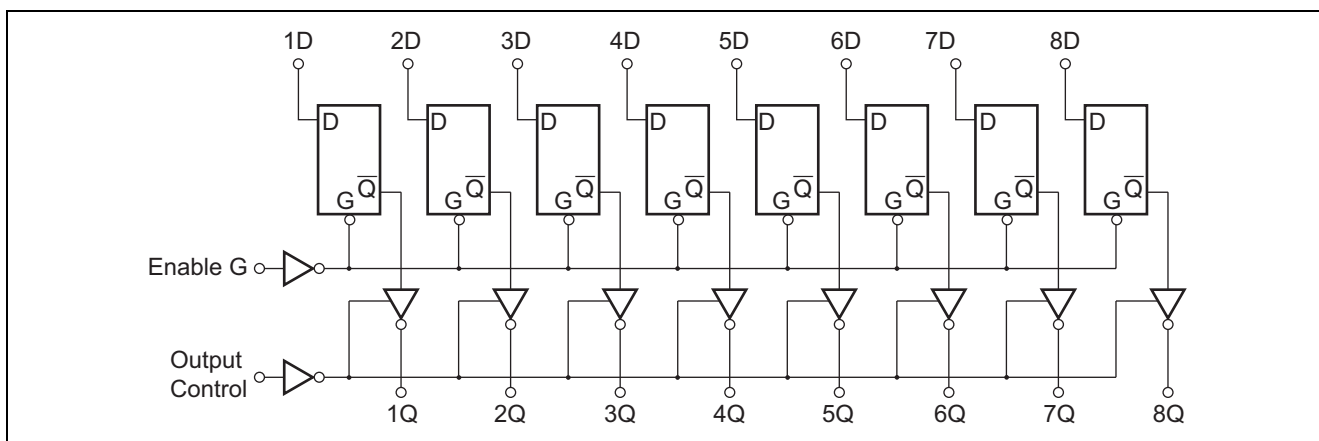 1D 2D 3D 4D 5D 6D 7D 8D
D D D D D D D D
Q̅ Q̅ Q̅ Q̅ Q̅ Q̅ Q̅ Q̅
G G G G G G G G
Enable G
Output
Control
1Q 2Q 3Q 4Q 5Q 6Q 7Q 8Q